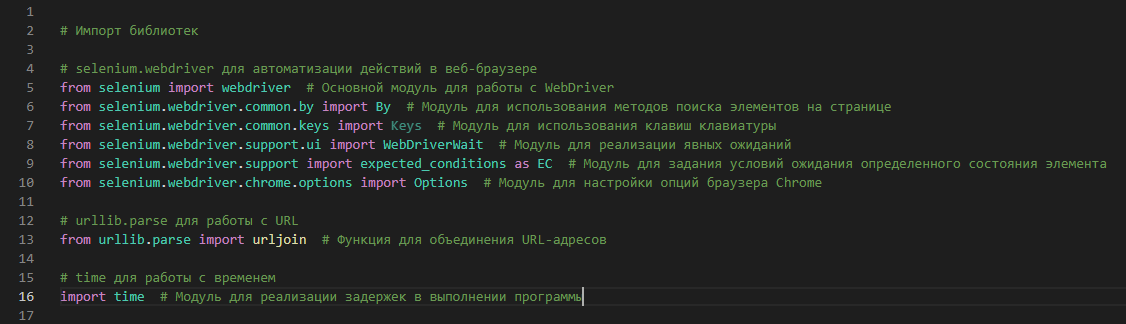 1
2 # Импорт библиотек
3
4 # selenium.webdriver для автоматизации действий в веб-браузере
5 from selenium import webdriver  # Основной модуль для работы с WebDriver
6 from selenium.webdriver.common.by import By  # Модуль для использования методов поиска элементов на странице
7 from selenium.webdriver.common.keys import Keys  # Модуль для использования клавиш клавиатуры
8 from selenium.webdriver.support.ui import WebDriverWait  # Модуль для реализации явных ожиданий
9 from selenium.webdriver.support import expected_conditions as EC  # Модуль для задания условий ожидания определенного состояния элемента
10 from selenium.webdriver.chrome.options import Options  # Модуль для настройки опций браузера Chrome
11
12 # urllib.parse для работы с URL
13 from urllib.parse import urljoin  # Функция для объединения URL-адресов
14
15 # time для работы с временем
16 import time  # Модуль для реализации задержек в выполнении программы
17